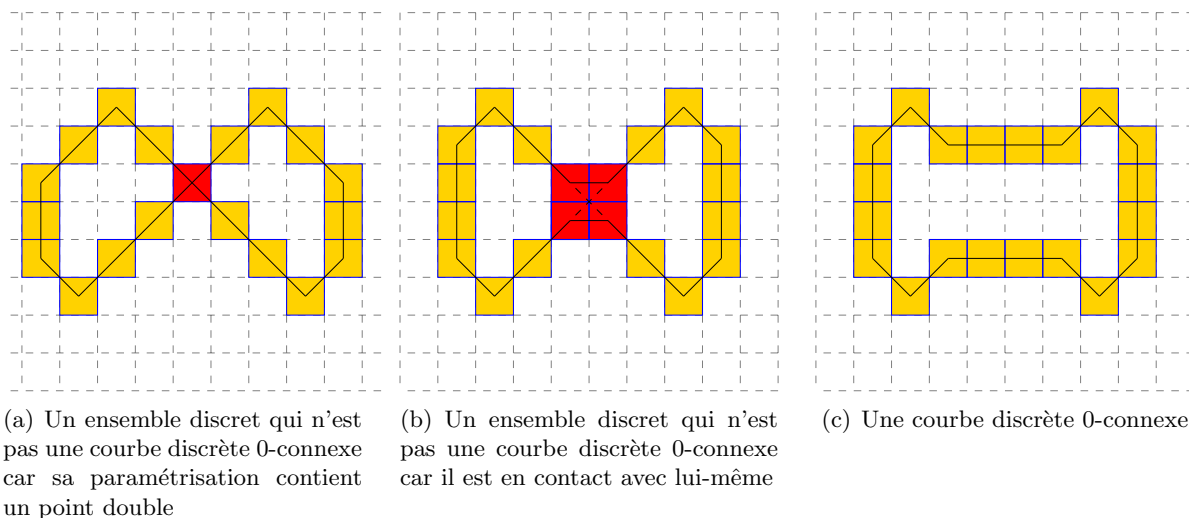 (a) Un ensemble discret qui n'est
pas une courbe discrète 0-connexe
car sa paramétrisation contient
un point double
(b) Un ensemble discret qui n'est
pas une courbe discrète 0-connexe
car il est en contact avec lui-même
(c) Une courbe discrète 0-connexe